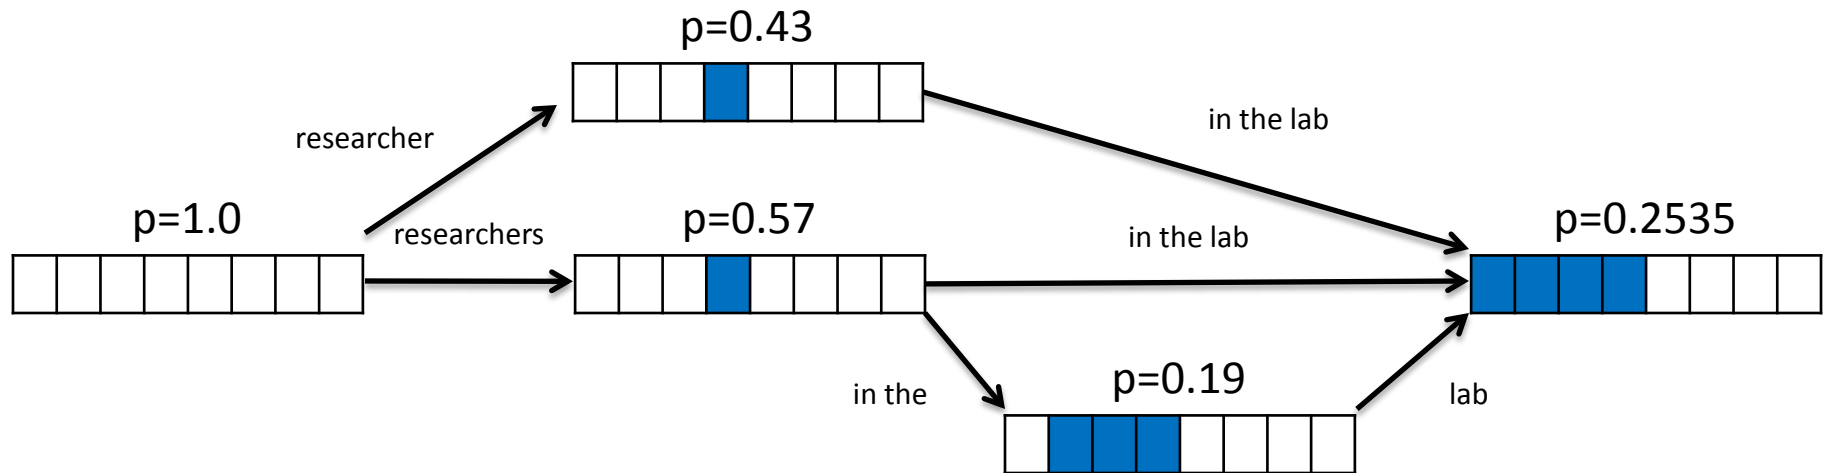 p=0.43
researcher
in the lab
p=1.0
researchers
p=0.57
in the lab
p=0.2535
in the
p=0.19
lab